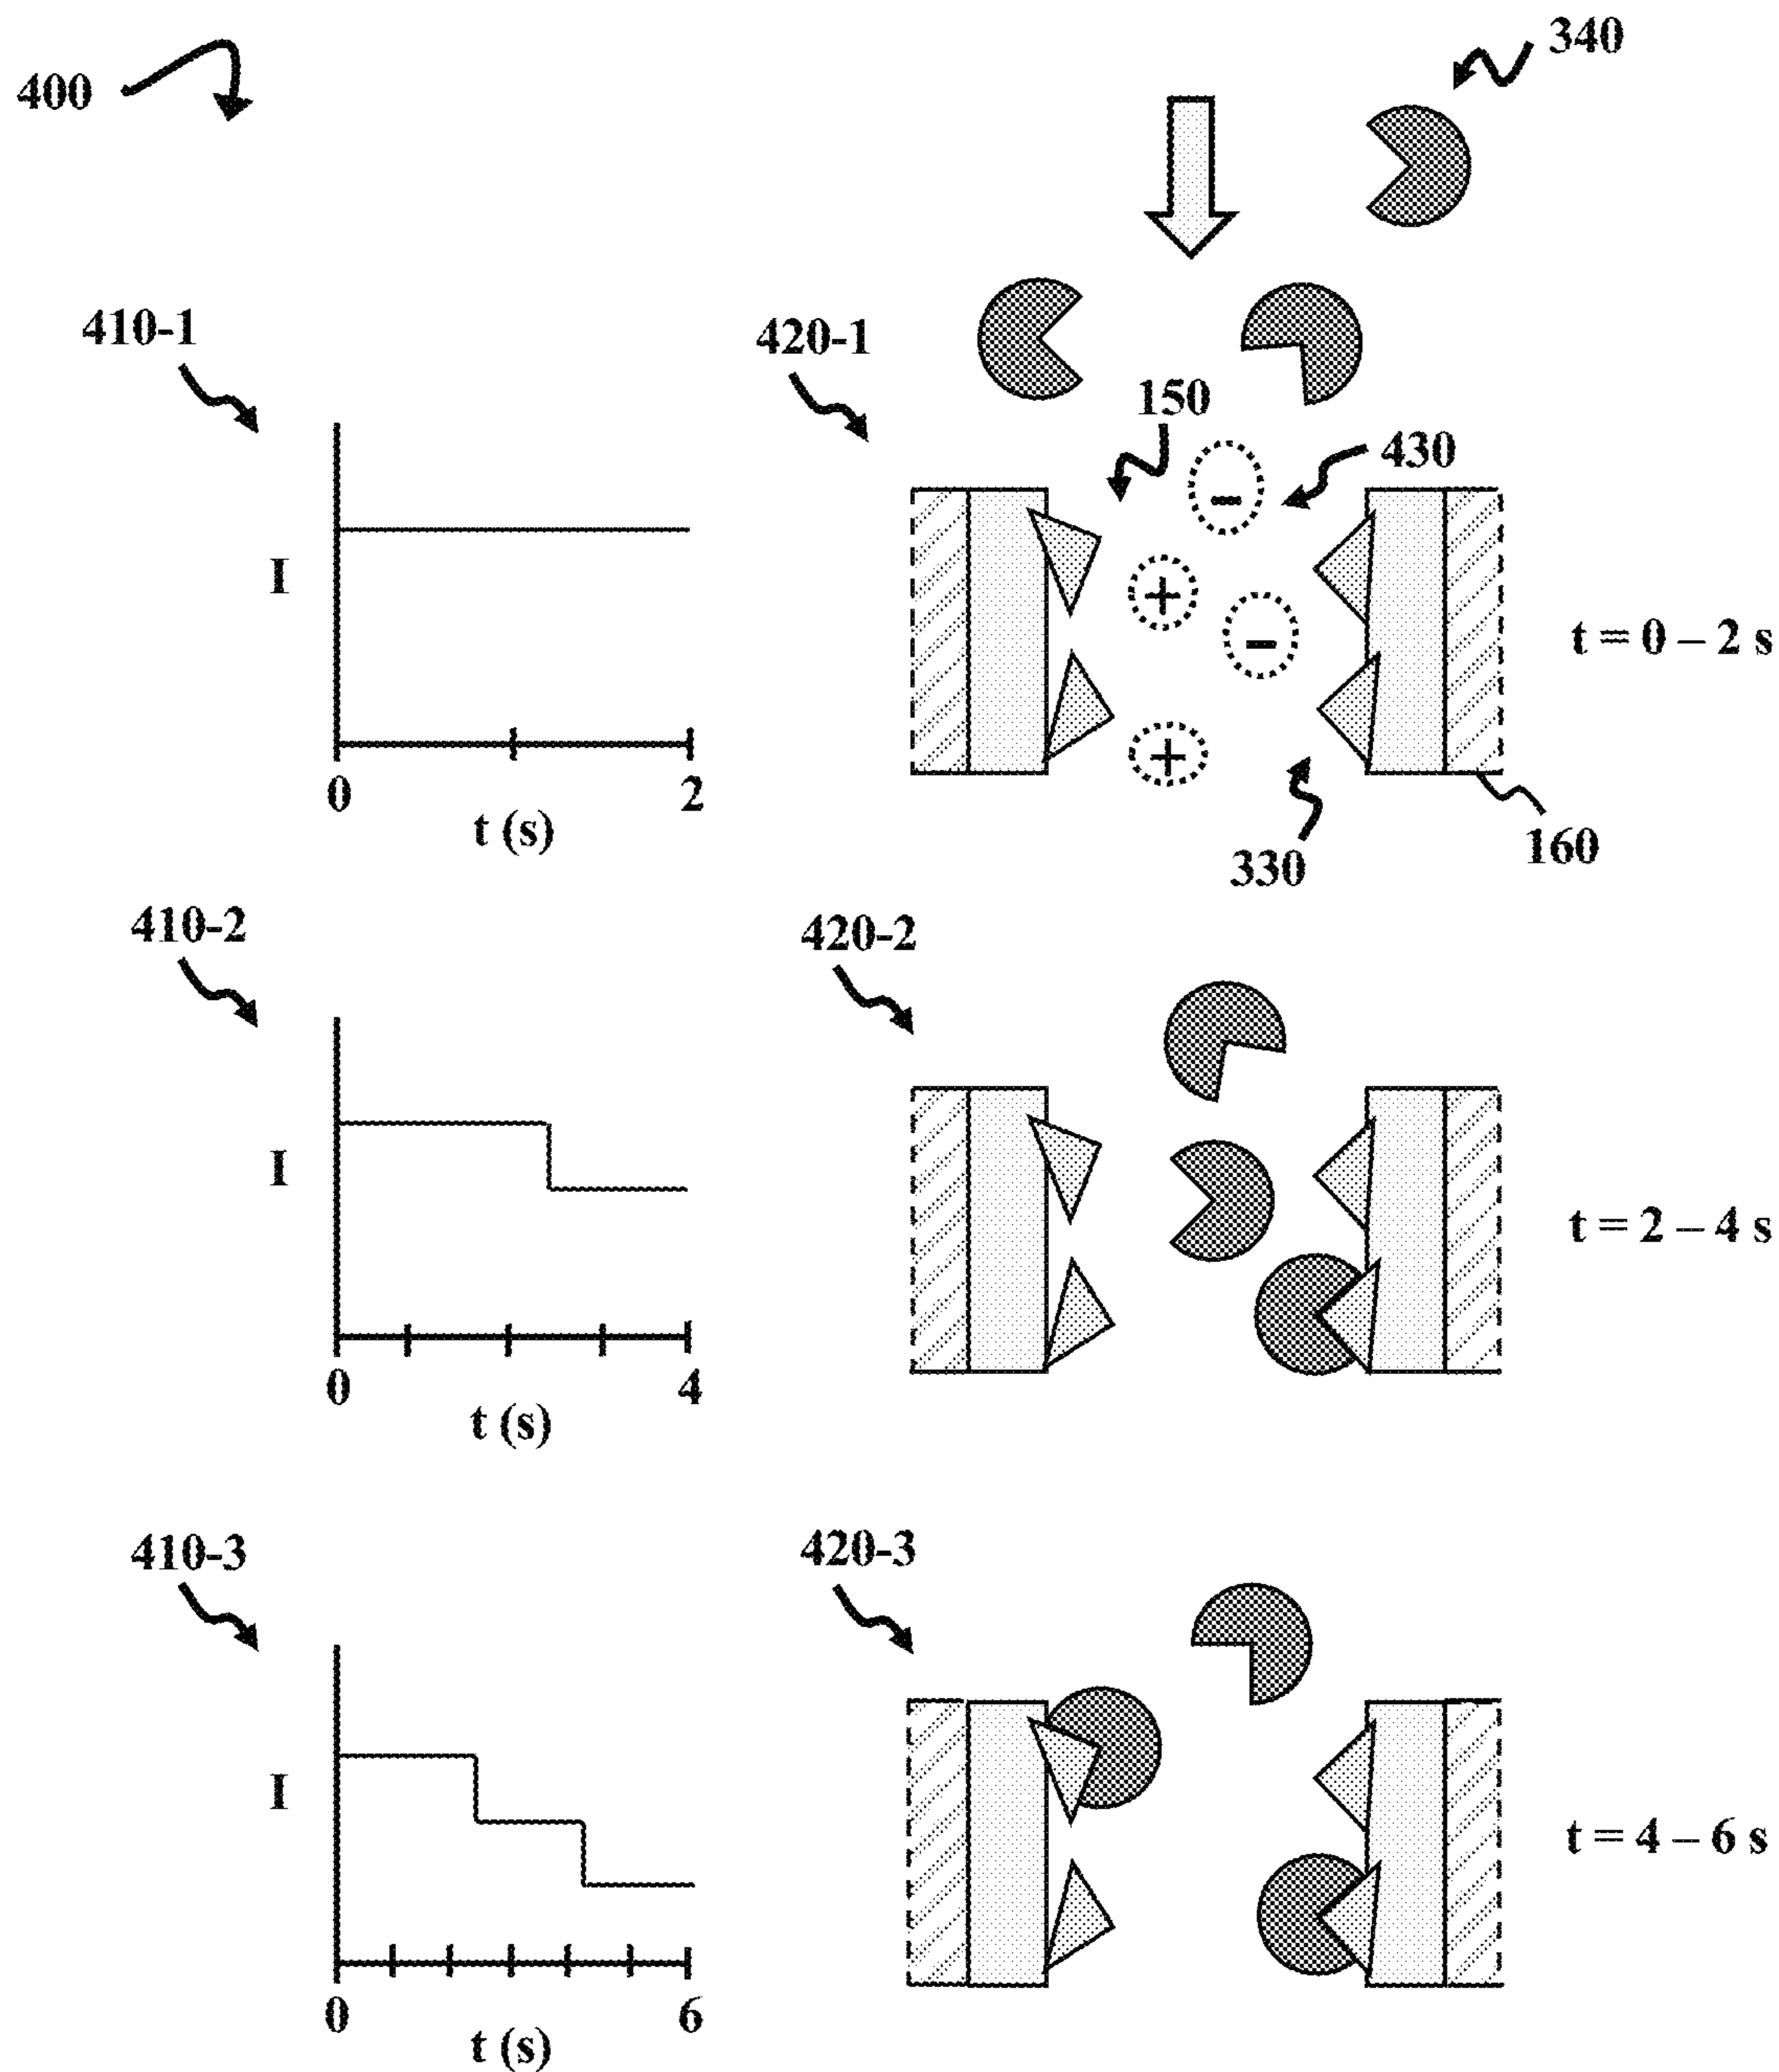 400
340
410-1
420-1
150
430
+
−
−
+
I
t = 0 – 2 s
0
2
t (s)
330
160
410-2
420-2
I
t = 2 – 4 s
0
4
t (s)
410-3
420-3
I
t = 4 – 6 s
0
6
t (s)